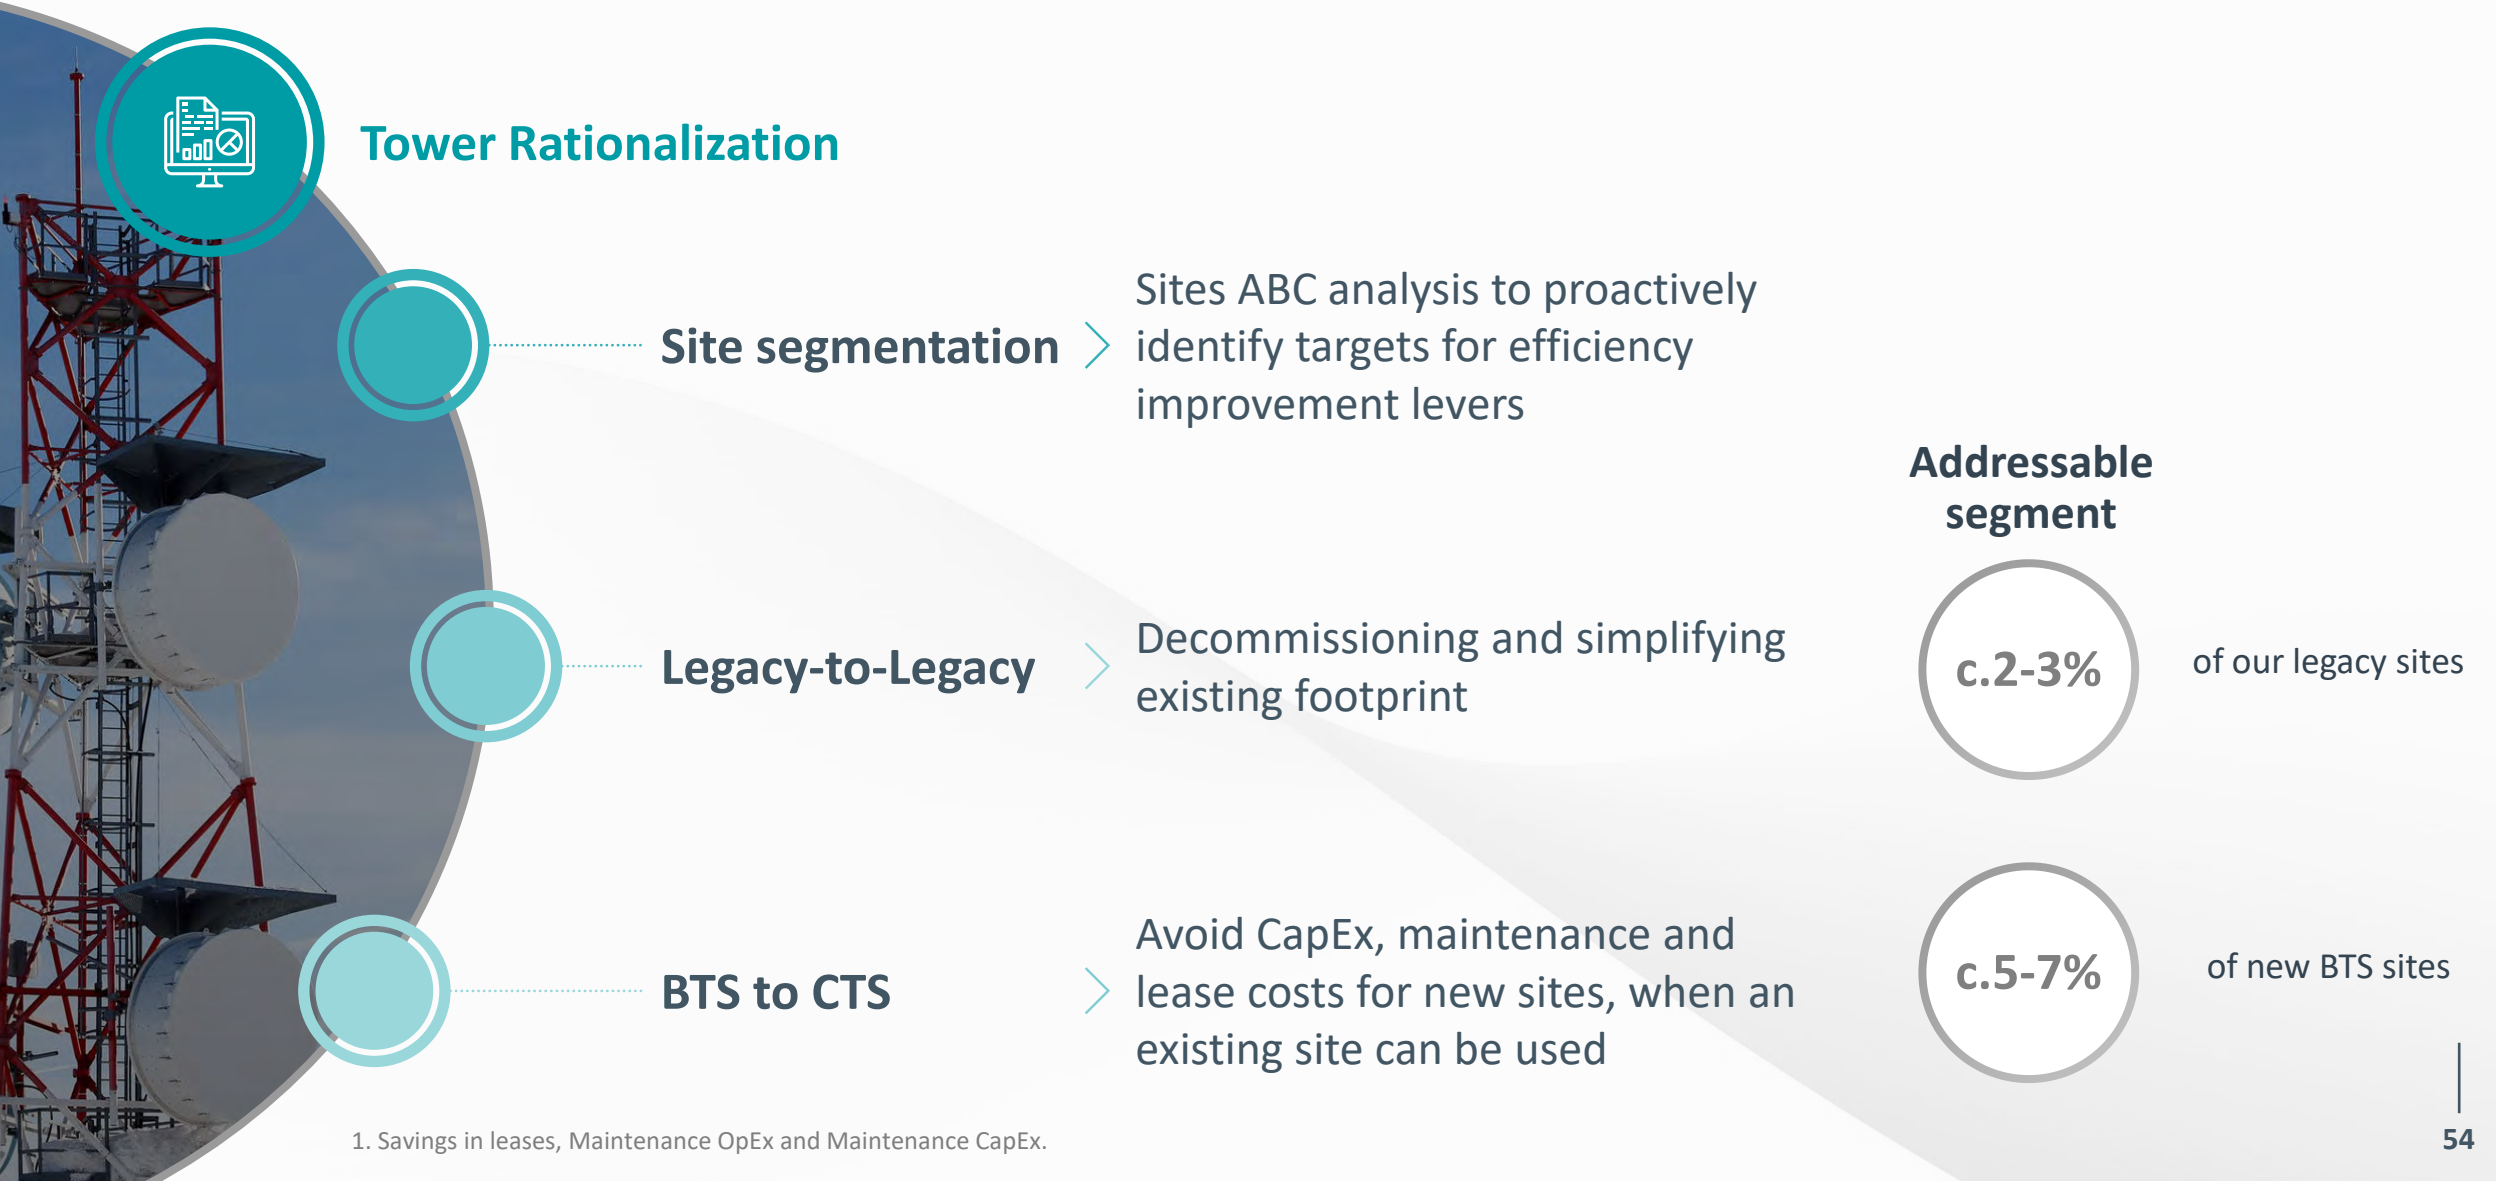 Tower Rationalization
Site segmentation
Sites ABC analysis to proactively
identify targets for efficiency
improvement levers
Addressable
segment
Legacy-to-Legacy
Decommissioning and simplifying
existing footprint
c.2-3%
of our legacy sites
BTS to CTS
Avoid CapEx, maintenance and
lease costs for new sites, when an
existing site can be used
c.5-7%
of new BTS sites
1. Savings in leases, Maintenance OpEx and Maintenance CapEx.
54